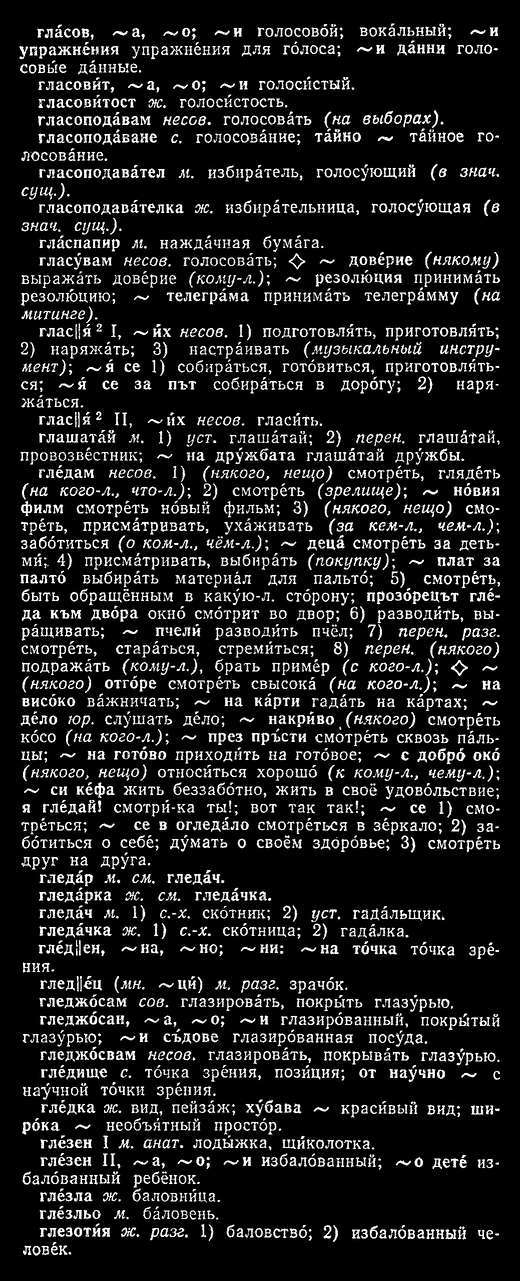 гла́сов, ~а, ~о; ~и голосово́й; вока́льный; ~и
упражне́ния упражне́ния для го́лоса; ~и да́нни голо-
совы́е да́нные.
гласови́т, ~а, ~о; ~и голоси́стый.
гласови́тост ж. голоси́стость.
гласопода́вам несов. голосова́ть (на выборах).
гласопода́ване с. голосова́ние; та́йно ~ та́йное го-
лосова́ние.
гласоподава́тел м. избира́тель, голосу́ющий (в знач.
сущ.).
гласоподава́телка ж. избира́тельница, голосу́ющая (в
знач. сущ.).
гла́спапир м. нажда́чная бума́га.
гласу́вам несов. голосова́ть; ◇ ~ дове́рие (някому)
выража́ть дове́рие (кому-л.); ~ резолю́ция принима́ть
резолю́цию; ~ телегра́ма принима́ть телегра́мму (на
митинге).
глас||я́² I, ~и́х несов. 1) подготовля́ть, приготовля́ть;
2) наряжа́ть; 3) настра́ивать (музыкальный инстру-
мент); ~я́ се 1) собира́ться, гото́виться, приготовля́ть-
ся; ~я́ се за път собира́ться в доро́гу; 2) наря-
жа́ться.
глас||я́² II, ~и́х несов. гласи́ть.
глаша́тай м. 1) уст. глаша́тай; 2) перен. глаша́тай,
провозве́стник; ~ на дру́жбата глаша́тай дру́жбы.
гле́дам несов. 1) (някого, нещо) смотре́ть, гляде́ть
(на кого-л., что-л.); 2) смотре́ть (зрелище); ~ но́вия
филм смотре́ть но́вый фильм; 3) (някого, нещо) смо-
тре́ть, присма́тривать, уха́живать (за кем-л., чем-л.);
забо́титься (о ком-л., чём-л.); ~ деца́ смотре́ть за деть-
ми́; 4) присма́тривать, выбира́ть (покупку); ~ плат за
палто́ выбира́ть материа́л для пальто́; 5) смотре́ть,
быть обращённым в каку́ю-л. сто́рону; прозо́рецът гле́-
да към дво́ра окно́ смо́трит во двор; 6) разводи́ть, вы-
ра́щивать; ~ пчели́ разводи́ть пчёл; 7) перен. разг.
смотре́ть, стара́ться, стреми́ться; 8) перен. (някого)
подража́ть (кому-л.), брать приме́р (с кого-л.); ◇ ~
(някого) отго́ре смотре́ть свысока́ (на кого-л.); ~ на
висо́ко ва́жничать; ~ на ка́рти гада́ть на ка́ртах; ~
де́ло юр. слу́шать де́ло; ~ накри́во (някого) смотре́ть
ко́со (на кого-л.); ~ през пръ́сти смотре́ть сквозь па́ль-
цы; ~ на гото́во приходи́ть на гото́вое; ~ с добро́ око́
(някого, нещо) относи́ться хорошо́ (к кому-л., чему-л.);
~ си ке́фа жить беззабо́тно, жить в своё удово́льствие;
я гле́дай! смотри́-ка ты!; вот так так!; ~ се 1) смо-
тре́ться; ~ се в огледа́ло смотре́ться в зе́ркало; 2) за-
бо́титься о себе́; ду́мать о своём здоро́вье; 3) смотре́ть
друг на дру́га.
гледа́р м. см. гледа́ч.
гледа́рка ж. см. гледа́чка.
гледа́ч м. 1) с.-х. ско́тник; 2) уст. гада́льщик.
гледа́чка ж. 1) с.-х. ско́тница; 2) гада́лка.
гле́д||ен, ~на, ~но; ~ни: ~на то́чка то́чка зре́-
ния.
глед||е́ц (мн. ~ци́) м. разг. зрачо́к.
гледжо́сам сов. глазирова́ть, покры́ть глазу́рью.
гледжо́сан, ~а, ~о; ~и глазиро́ванный, покры́тый
глазу́рью; ~и съ́дове глазиро́ванная посу́да.
гледжо́свам несов. глазирова́ть, покрыва́ть глазу́рью.
гле́дище с. то́чка зре́ния, пози́ция; от нау́чно ~ с
нау́чной то́чки зре́ния.
гле́дка ж. вид, пейза́ж; ху́бава ~ краси́вый вид; ши-
ро́ка ~ необъя́тный просто́р.
гле́зен I м. анат. лоды́жка, щи́колотка.
гле́зен II, ~а, ~о; ~и избало́ванный; ~о дете́ из-
бало́ванный ребёнок.
гле́зла ж. баловни́ца.
гле́зльо м. ба́ловень.
глезоти́я ж. разг. 1) баловство́; 2) избало́ванный че-
лове́к.